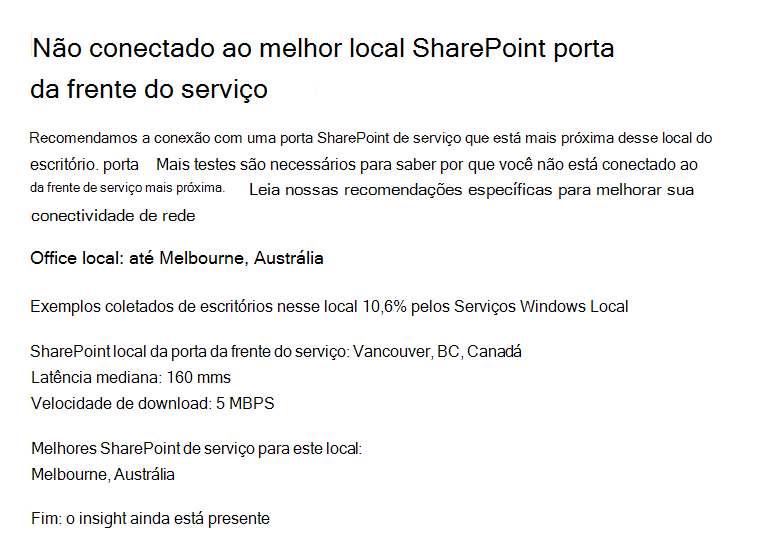 Não conectado ao melhor local SharePoint porta
da frente do serviço
Recomendamos a conexão com uma porta SharePoint de serviço que está mais próxima desse local do
escritório. porta Mais testes são necessários para saber por que você não está conectado ao
da frente de serviço mais próxima. Leia nossas recomendações específicas para melhorar sua
conectividade de rede
Office local: até Melbourne, Austrália
Exemplos coletados de escritórios nesse local 10,6% pelos Serviços Windows Local
SharePoint local da porta da frente do serviço: Vancouver, BC, Canadá
Latência mediana: 160 mms
Velocidade de download: 5 MBPS
Melhores SharePoint de serviço para este local:
Melbourne, Austrália
Fim: o insight ainda está presente